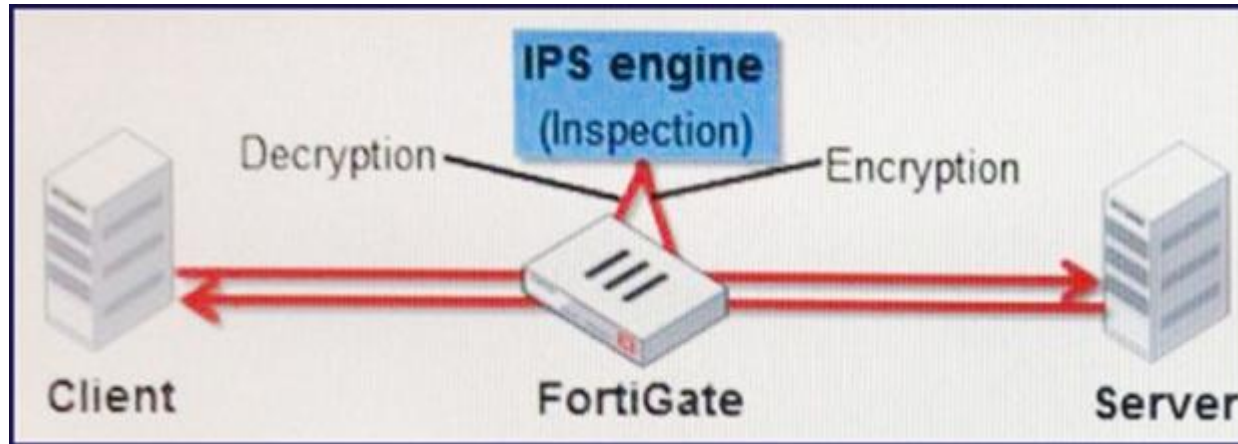 IPS engine
(Inspection)
Decryption
Encryption
Client
FortiGate
Server